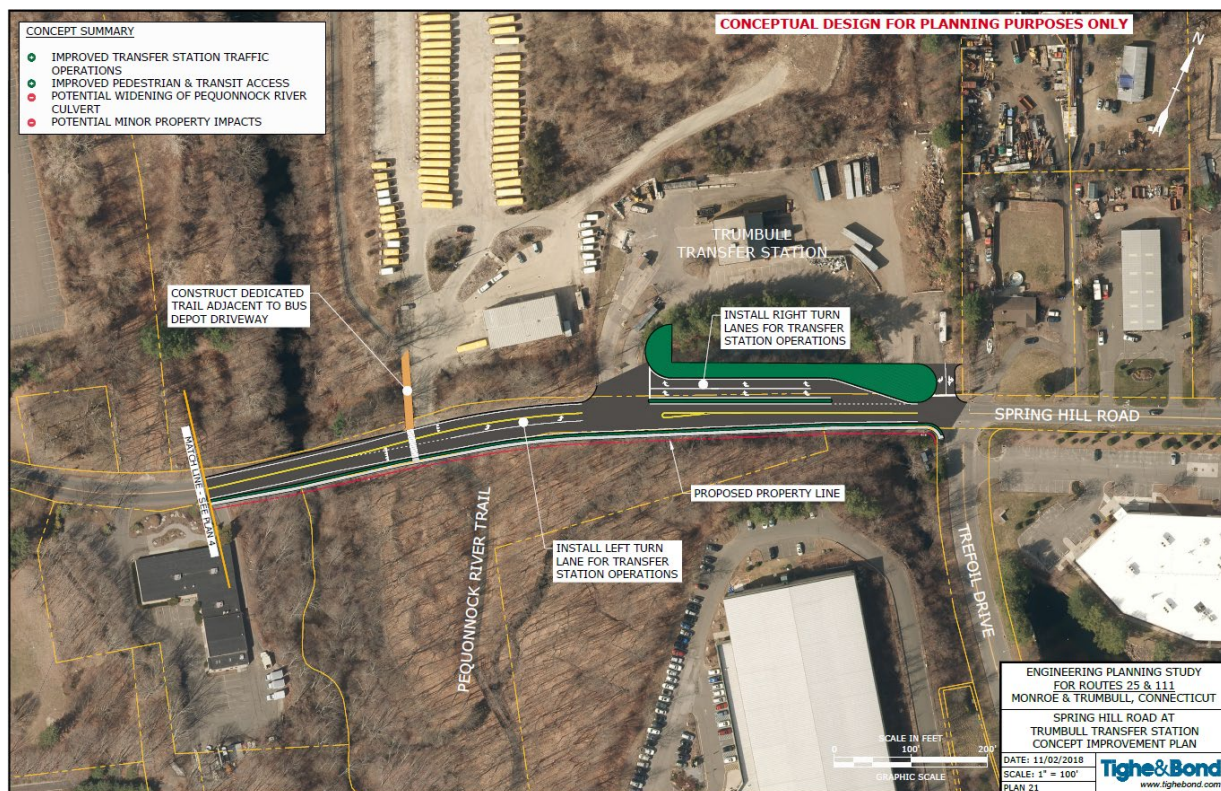 CONCEPTUAL DESIGN FOR PLANNING PURPOSES ONLY
CONCEPT SUMMARY
IMPROVED TRANSFER STATION TRAFFIC
OPERATIONS
IMPROVED PEDESTRIAN & TRANSIT ACCESS
POTENTIAL WIDENING OF PEQUONNOCK RIVER
CULVERT
POTENTIAL MINOR PROPERTY IMPACTS
N
TRUMBULL
TRANSFER STATION
CONSTRUCT DEDICATED
TRAIL ADJACENT TO BUS
DEPOT DRIVEWAY
INSTALL RIGHT TURN
LANES FOR TRANSFER
STATION OPERATIONS
SPRING HILL ROAD
MATCH LINE - SEE PLAN 4
PROPOSED PROPERTY LINE
INSTALL LEFT TURN
LANE FOR TRANSFER
STATION OPERATIONS
PEQUONNOCK RIVER TRAIL
TREFOIL DRIVE
SCALE IN FEET
0 100' 200'
GRAPHIC SCALE
ENGINEERING PLANNING STUDY
FOR ROUTES 25 & 111
MONROE & TRUMBULL, CONNECTICUT
SPRING HILL ROAD AT
TRUMBULL TRANSFER STATION
CONCEPT IMPROVEMENT PLAN
DATE: 11/02/2018
SCALE: 1" = 100'
PLAN 21
Tighe&Bond
www.tighebond.com